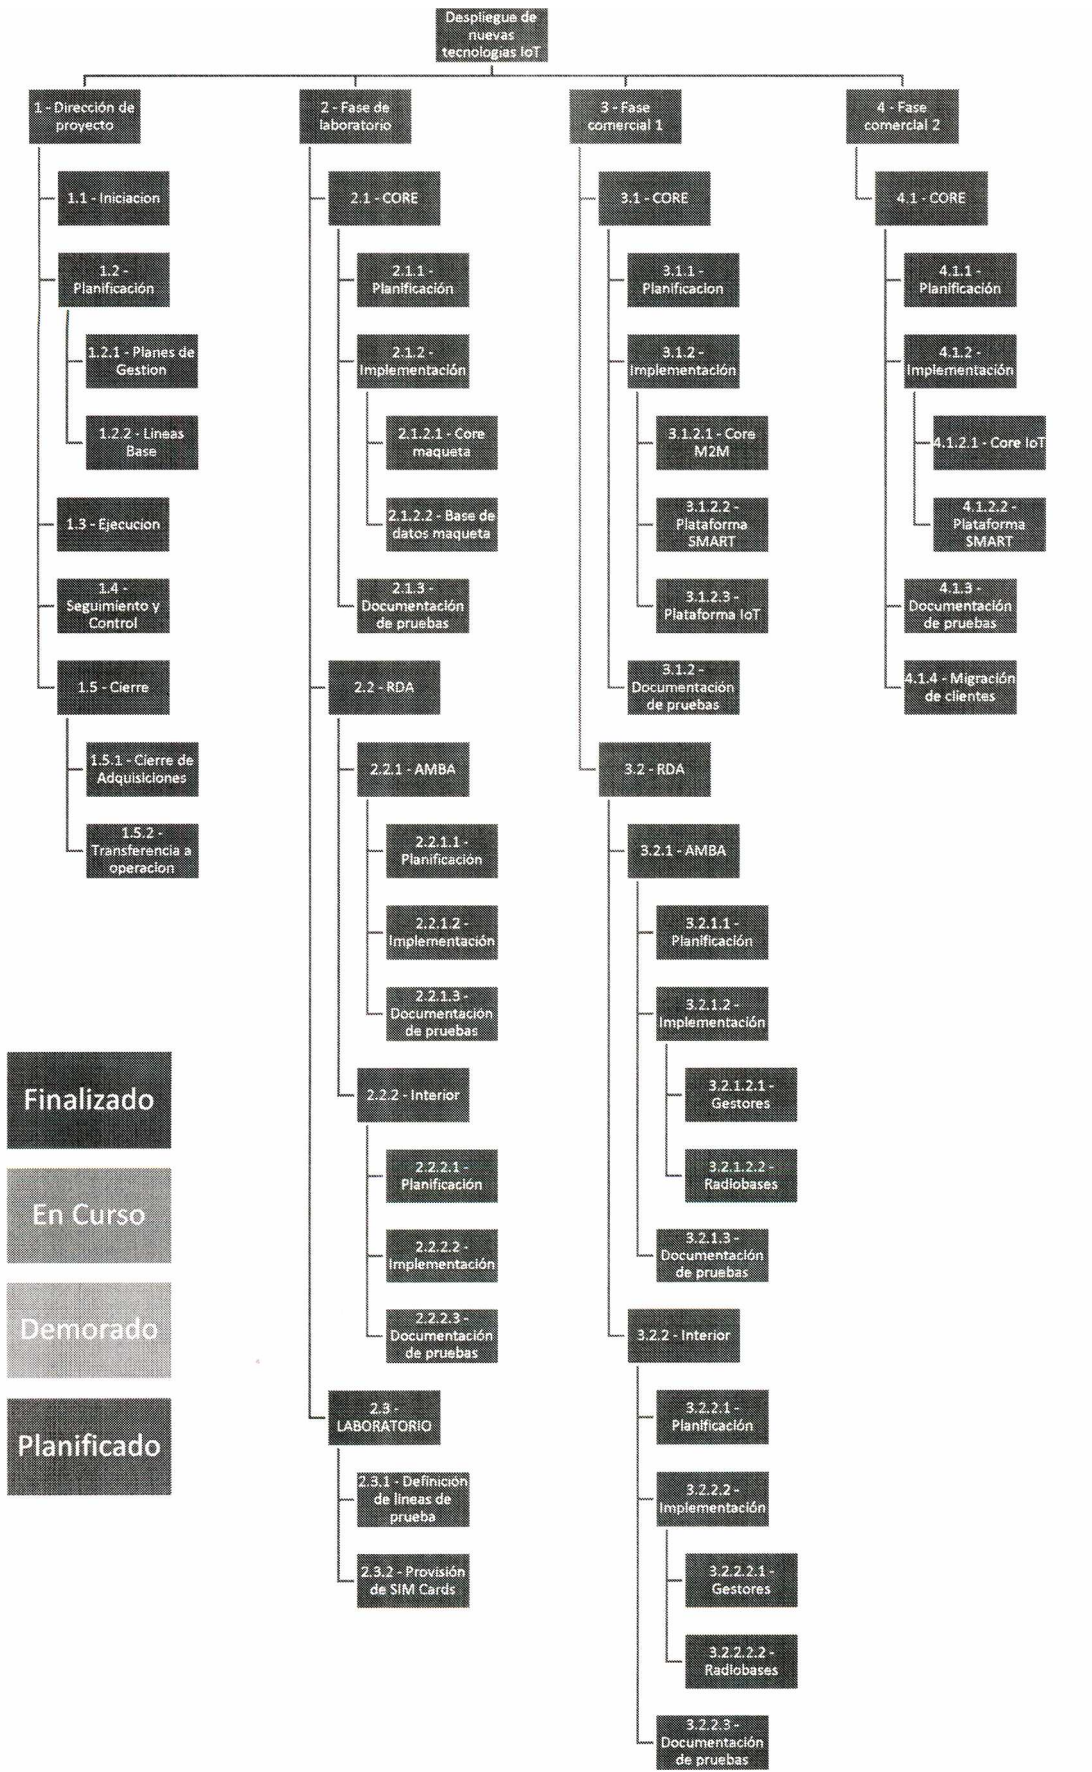 Despliegue de
nuevas
tecnologias IoT
1 - Dirección de
proyecto
1.1 - Iniciacion
1.2 -
Planificación
1.2.1 - Planes de
Gestion
1.2.2 - Lineas
Base
1.3 - Ejecucion
1.4 -
Seguimiento y
Control
1.5 - Cierre
1.5.1 - Cierre de
Adquisiciones
1.5.2 -
Transferencia a
operacion
2 - Fase de
laboratorio
2.1 - CORE
2.1.1 -
Planificación
2.1.2 -
Implementación
2.1.2.1 - Core
maqueta
2.1.2.2 - Base de
datos maqueta
2.1.3 -
Documentación
de pruebas
2.2 - RDA
2.2.1 - AMBA
2.2.1.1 -
Planificación
2.2.1.2 -
Implementación
2.2.1.3 -
Documentación
de pruebas
2.2.2 - Interior
2.2.2.1 -
Planificación
2.2.2.2 -
Implementación
2.2.2.3 -
Documentación
de pruebas
2.3 -
LABORATORIO
2.3.1 - Definición
de lineas de
prueba
2.3.2 - Provisión
de SIM Cards
3 - Fase
comercial 1
3.1 - CORE
3.1.1 -
Planificacion
3.1.2 -
Implementación
3.1.2.1 - Core
M2M
3.1.2.2 -
Plataforma
SMART
3.1.2.3 -
Plataforma IoT
3.1.2 -
Documentación
de pruebas
3.2 - RDA
3.2.1 - AMBA
3.2.1.1 -
Planificación
3.2.1.2 -
Implementación
3.2.1.2.1 -
Gestores
3.2.1.2.2 -
Radiobases
3.2.1.3 -
Documentación
de pruebas
3.2.2 - Interior
3.2.2.1 -
Planificación
3.2.2.2 -
Implementación
3.2.2.2.1 -
Gestores
3.2.2.2.2 -
Radiobases
3.2.2.3 -
Documentación
de pruebas
4 - Fase
comercial 2
4.1 - CORE
4.1.1 -
Planificación
4.1.2 -
Implementación
4.1.2.1 - Core IoT
4.1.2.2 -
Plataforma
SMART
4.1.3 -
Documentación
de pruebas
4.1.4 - Migración
de clientes
Finalizado
En Curso
Demorado
Planificado